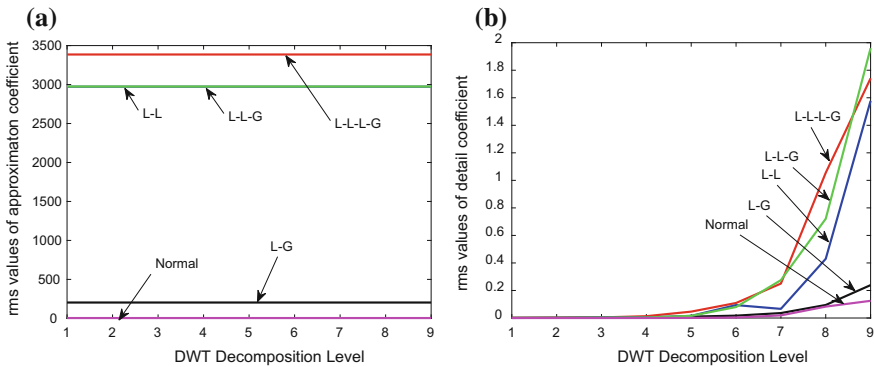 (a)
3500
3000
2500
2000
1500
1000
500
0
rms values of approximaton coefficient
L-L
L-L-G
L-L-L-G
L-G
Normal
1 2 3 4 5 6 7 8 9
DWT Decomposition Level
(b)
2
1.8
1.6
1.4
1.2
1
0.8
0.6
0.4
0.2
0
rms values of detail coefficient
L-L-L-G
L-L-G
L-L
L-G
Normal
1 2 3 4 5 6 7 8 9
DWT Decomposition Level